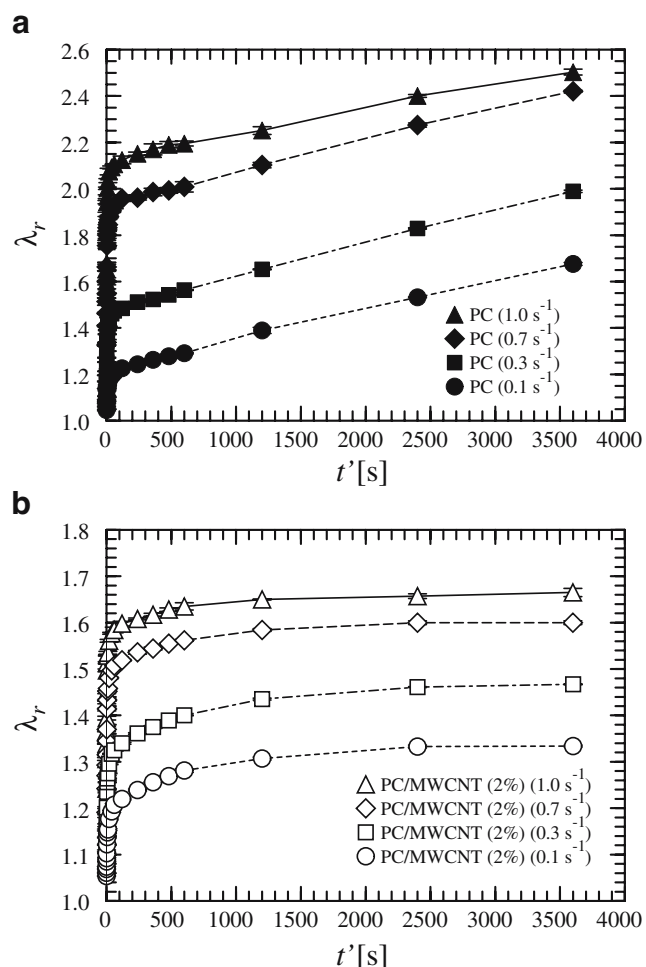 a
2.6
2.4
2.2
2.0
1.8
1.6
1.4
1.2
1.0
λr
PC (1.0 s⁻¹)
PC (0.7 s⁻¹)
PC (0.3 s⁻¹)
PC (0.1 s⁻¹)
0 500 1000 1500 2000 2500 3000 3500 4000
t' [s]
b
1.8
1.7
1.6
1.5
1.4
1.3
1.2
1.1
1.0
λr
PC/MWCNT (2%) (1.0 s⁻¹)
PC/MWCNT (2%) (0.7 s⁻¹)
PC/MWCNT (2%) (0.3 s⁻¹)
PC/MWCNT (2%) (0.1 s⁻¹)
0 500 1000 1500 2000 2500 3000 3500 4000
t' [s]